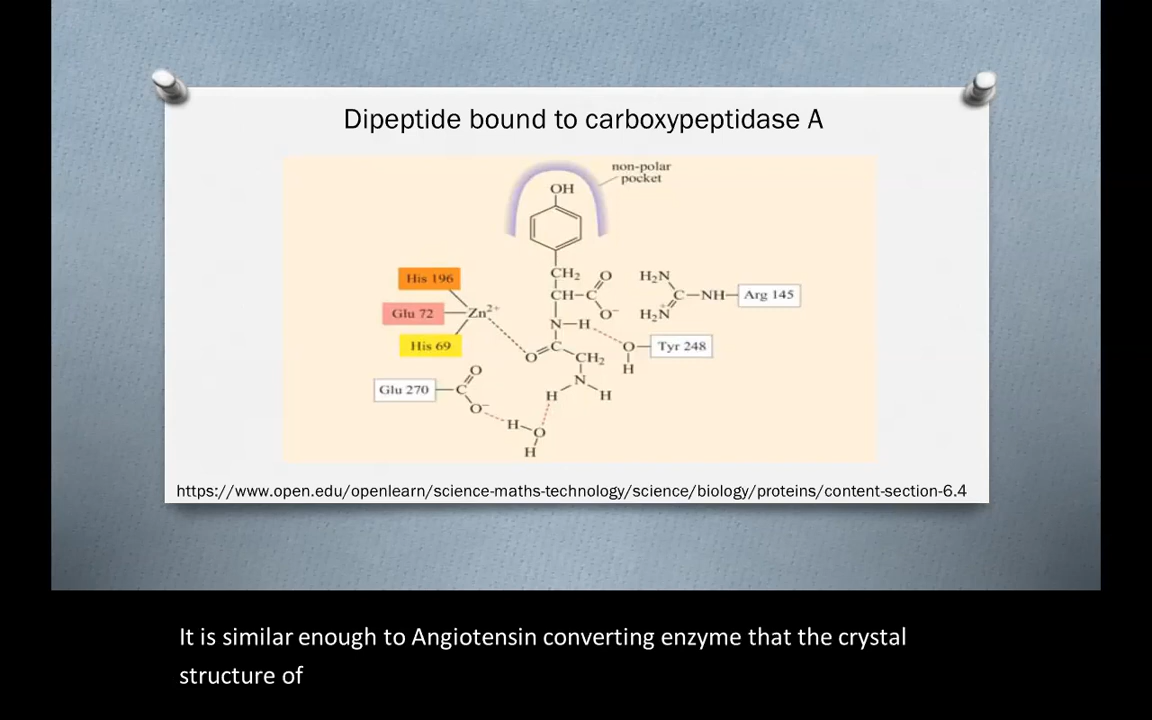 Dipeptide bound to carboxypeptidase A
non-polar
pocket
OH
CH₂
O
H₂N
His 196
CH–C
C–NH–
Arg 145
Glu 72
Zn²⁺
O⁻
H₂N⁺
N–H
His 69
O
C
O
Tyr 248
CH₂
H
O
N
Glu 270
C
H
H
O⁻
H
O
H
https://www.open.edu/openlearn/science-maths-technology/science/biology/proteins/content-section-6.4
It is similar enough to Angiotensin converting enzyme that the crystal
structure of